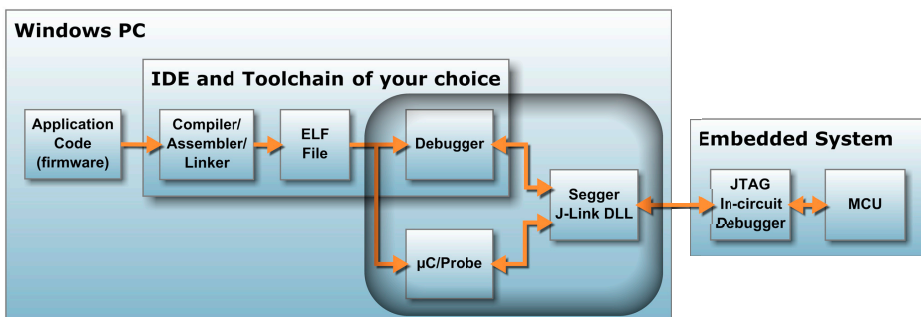 Windows PC
IDE and Toolchain of your choice
Application
Code
(firmware)
Compiler/
Assembler/
Linker
ELF
File
Debugger
µC/Probe
Segger
J-Link DLL
Embedded System
JTAG
In-circuit
Debugger
MCU